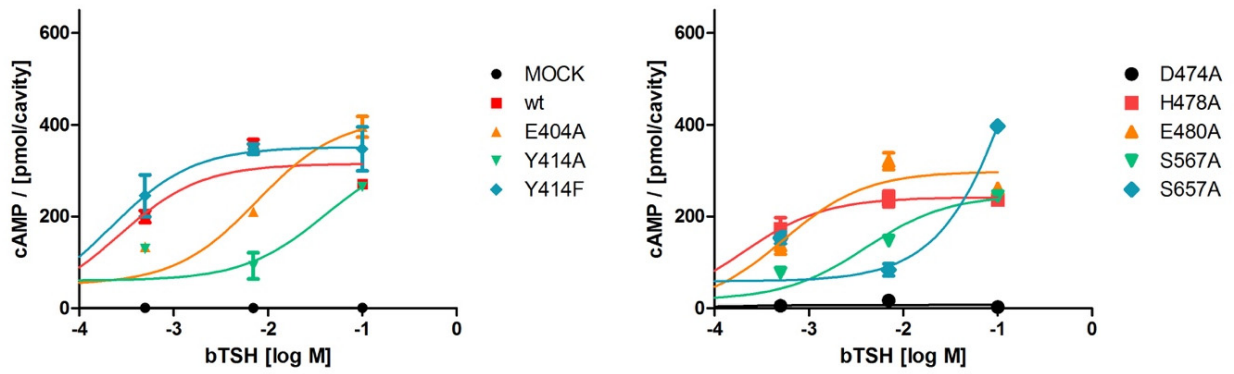 cAMP / [pmol/cavity]
600
400
200
0
-4
-3
-2
-1
0
bTSH [log M]
MOCK
wt
E404A
Y414A
Y414F
cAMP / [pmol/cavity]
600
400
200
0
-4
-3
-2
-1
0
bTSH [log M]
D474A
H478A
E480A
S567A
S657A